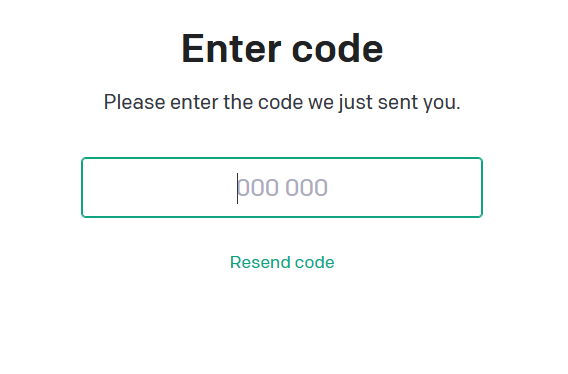 Enter code
Please enter the code we just sent you.
000 000
Resend code